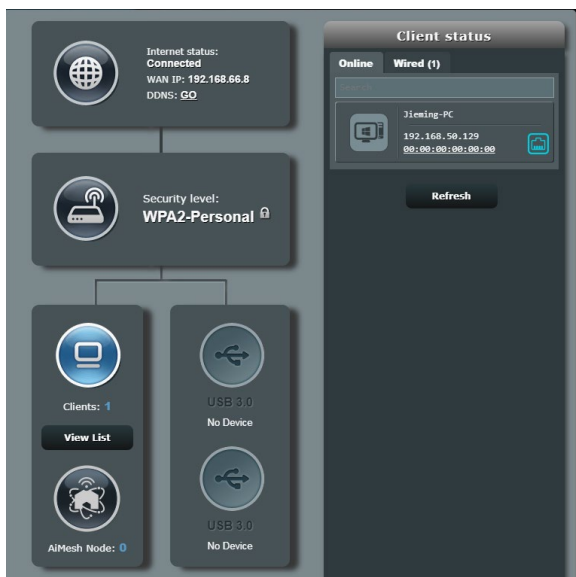 Internet status:
Connected
WAN IP: 192.168.66.8
DDNS: GO
Security level:
WPA2-Personal
Clients: 1
View List
AiMesh Node: 0
USB 3.0
No Device
USB 3.0
No Device
Client status
Online Wired (1)
Search
Jieming-PC
192.168.50.129
00:00:00:00:00:00
Refresh